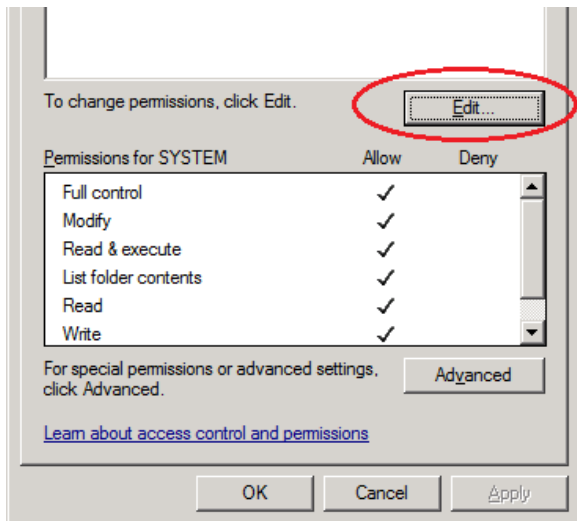 To change permissions, click Edit.
Edit...
Permissions for SYSTEM Allow Deny
Full control
Modify
Read & execute
List folder contents
Read
Write
For special permissions or advanced settings,
click Advanced.
Advanced
Learn about access control and permissions
OK Cancel Apply